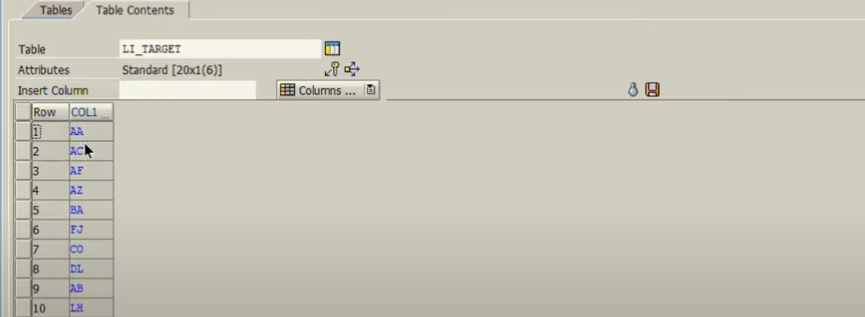 Tables Table Contents
Table LI_TARGET
Attributes Standard [20x1(6)]
Insert Column Columns ...
Row COL1 ...
1 AA
2 AC
3 AF
4 AZ
5 BA
6 FJ
7 CO
8 DL
9 AB
10 LH